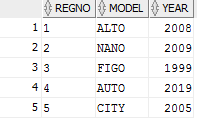 REGNO MODEL YEAR
1 1 ALTO 2008
2 2 NANO 2009
3 3 FIGO 1999
4 4 AUTO 2019
5 5 CITY 2005